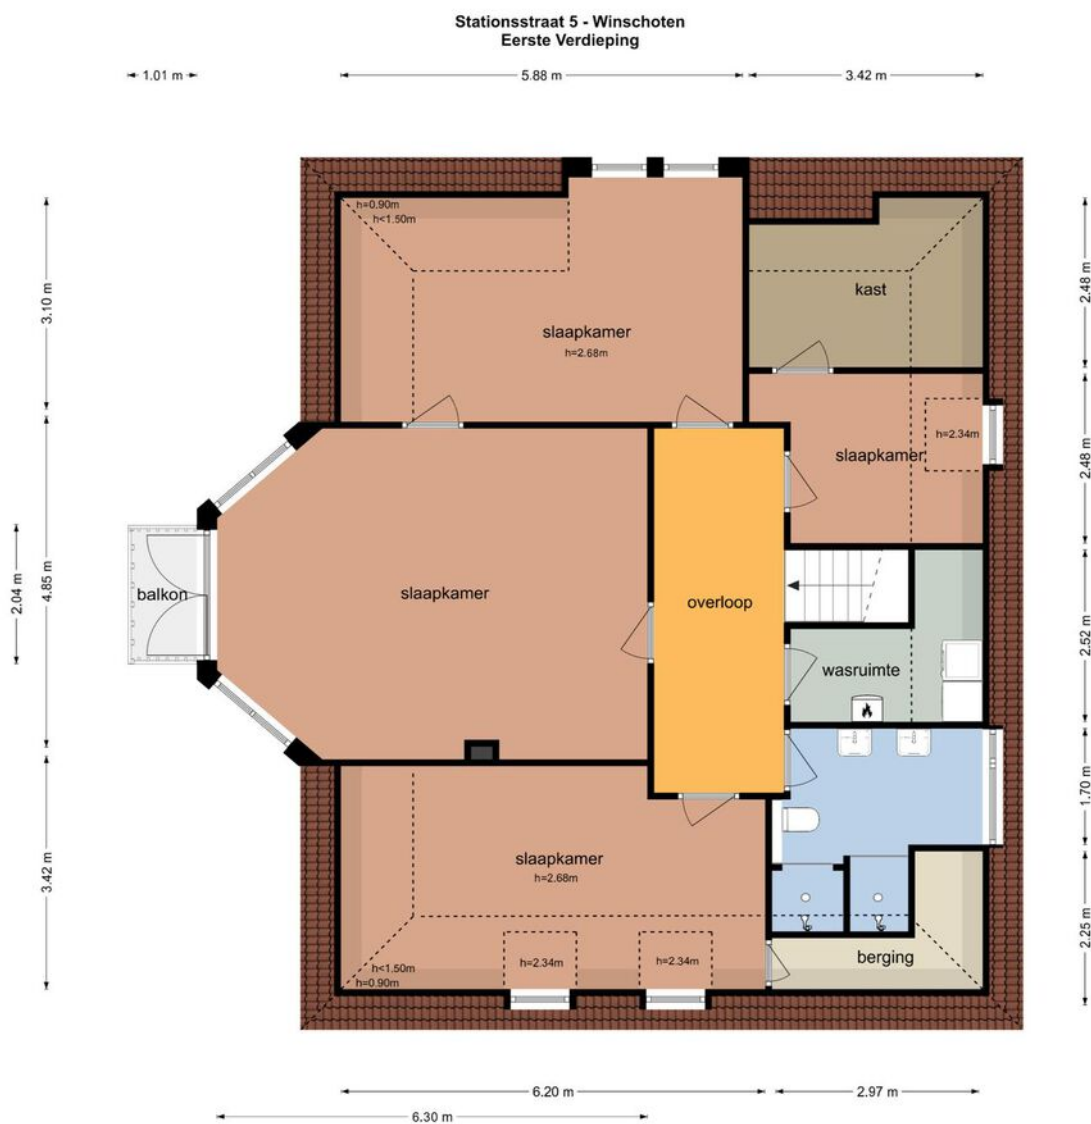 Stationsstraat 5 - Winschoten
Eerste Verdieping
1.01 m
5.88 m
3.42 m
h=0.90m
h<1.50m
3.10 m
2.48 m
kast
slaapkamer
h=2.68m
h=2.34m
slaapkamer
2.48 m
4.85 m
2.04 m
balkon
slaapkamer
overloop
2.52 m
wasruimte
1.70 m
slaapkamer
h=2.68m
3.42 m
2.25 m
h<1.50m
h=0.90m
h=2.34m
h=2.34m
berging
6.20 m
2.97 m
6.30 m